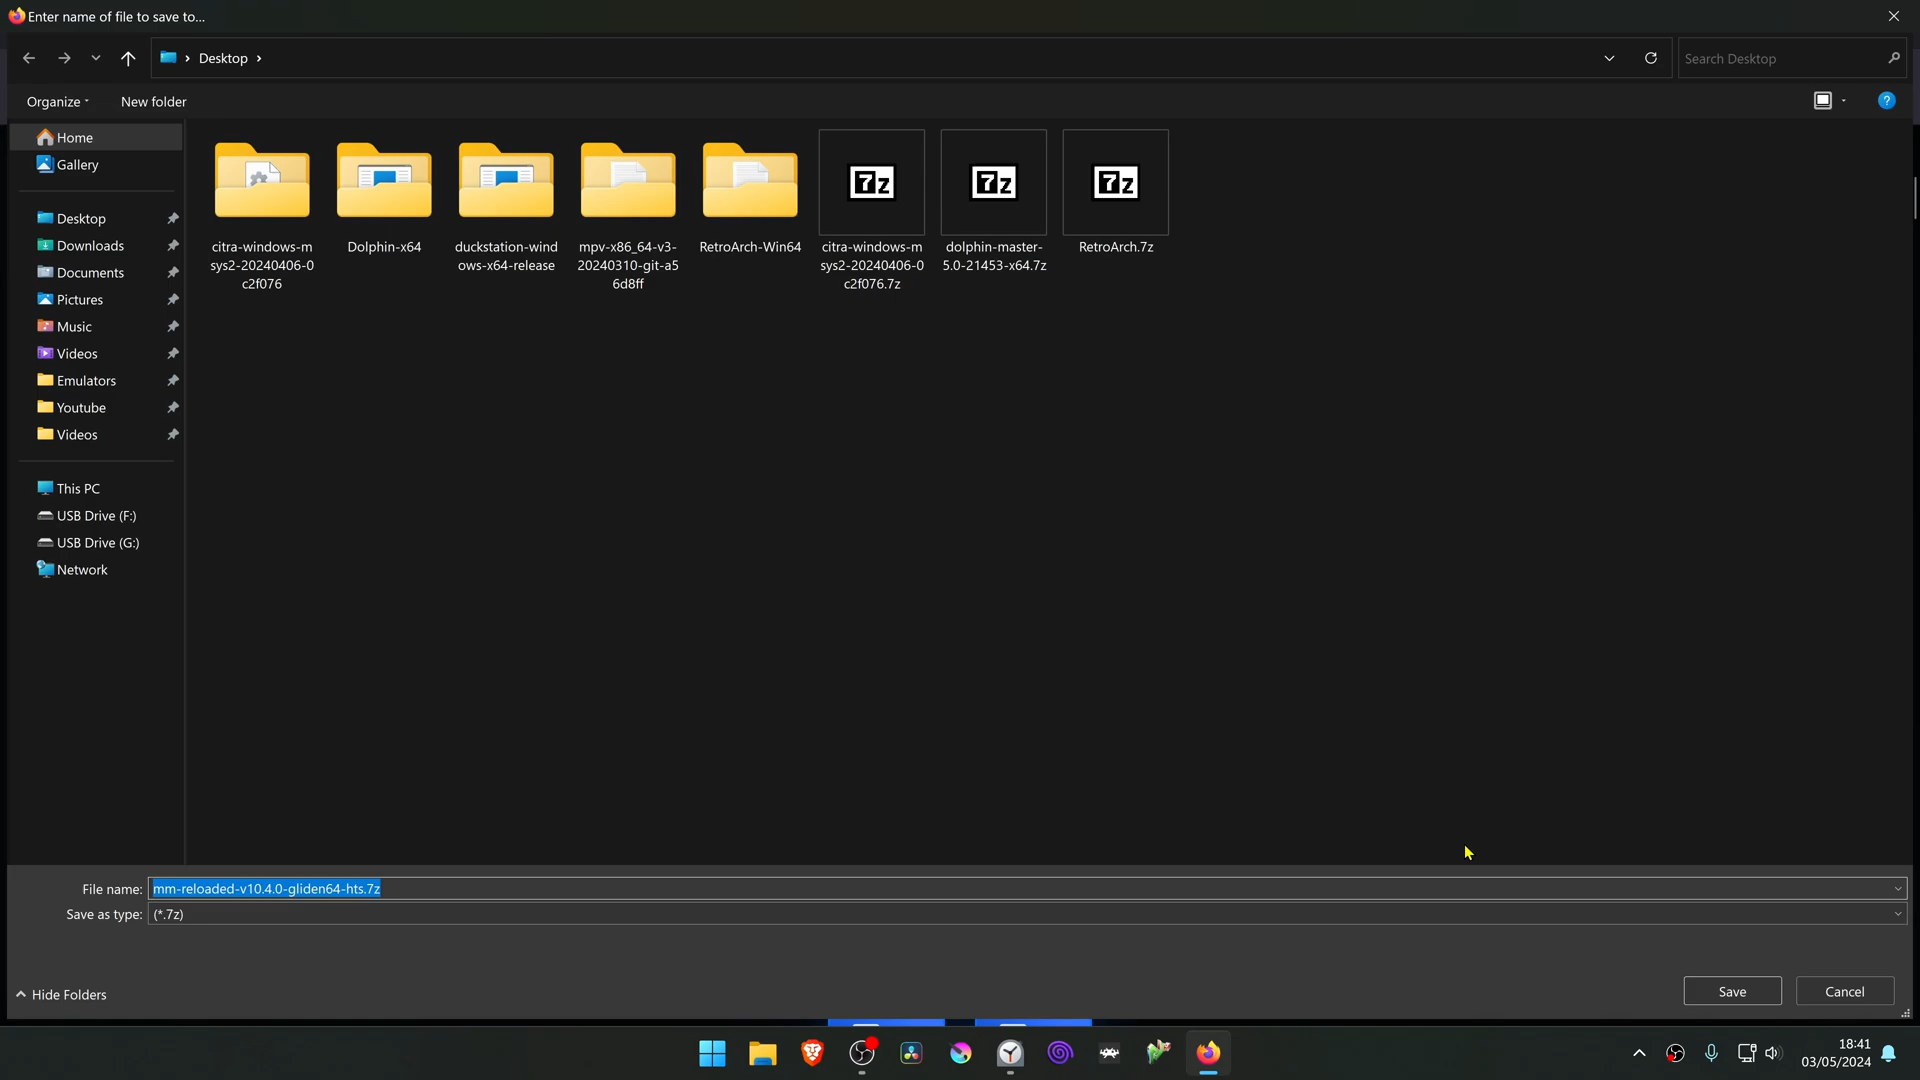 Enter name of file to save to...
Desktop
Search Desktop
Organize
New folder
Home
Gallery
Desktop
Downloads
Documents
Pictures
Music
Videos
Emulators
Youtube
Videos
This PC
USB Drive (F:)
USB Drive (G:)
Network
citra-windows-m
sys2-20240406-0
c2f076
Dolphin-x64
duckstation-wind
ows-x64-release
mpv-x86_64-v3-
20240310-git-a5
6d8ff
RetroArch-Win64
7z
citra-windows-m
sys2-20240406-0
c2f076.7z
7z
dolphin-master-
5.0-21453-x64.7z
7z
RetroArch.7z
File name: mm-reloaded-v10.4.0-gliden64-hts.7z
Save as type: (*.7z)
Hide Folders
Save
Cancel
18:41
03/05/2024